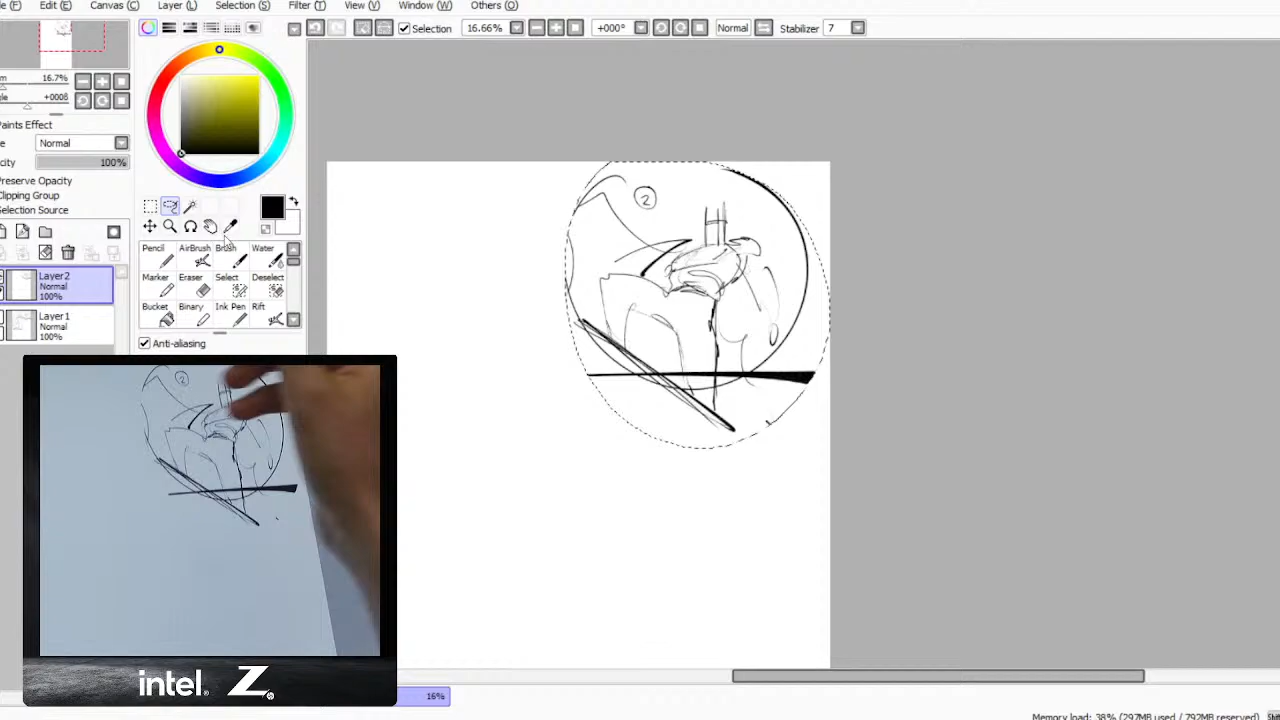 Edit (E) Canvas (C) Layer (L) Selection (S) Filter (T) View (V) Window (W) Others (O)
Selection 16.66% +000° Normal Stabilizer 7
16.7%
+0008
Paints Effect
Normal
100%
Preserve Opacity
Clipping Group
Selection Source
Pencil AirBrush Brush Water
Marker Eraser Select Deselect
Bucket Binary Ink Pen Rift
Anti-aliasing
Layer2
Normal
100%
Layer1
Normal
100%
2
2
intel. Z
16%
Memory load: 38% (297MB used / 792MB reserved)